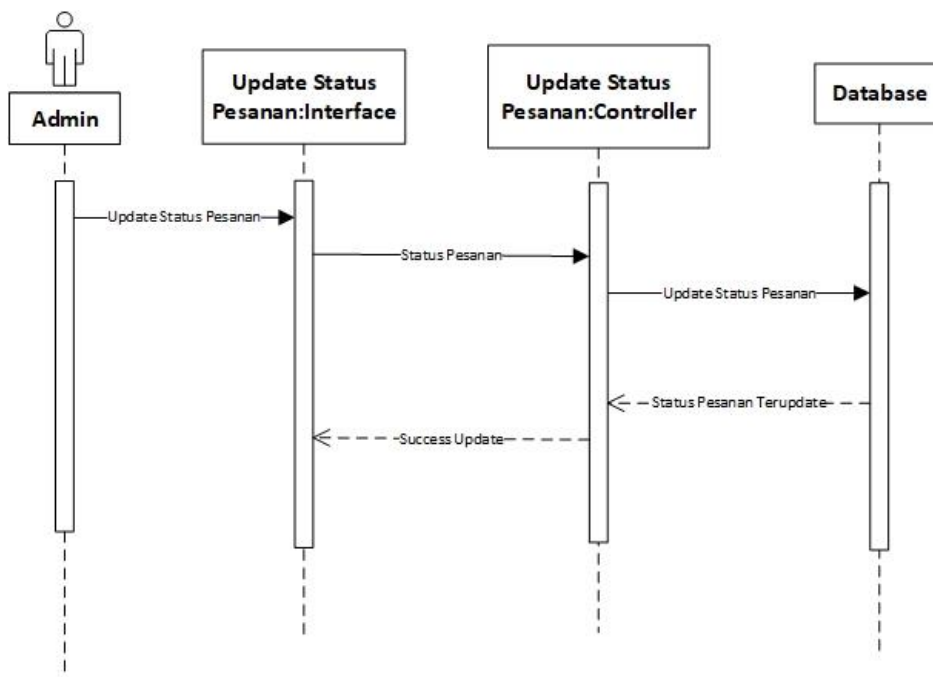 Admin
Update Status
Pesanan:Interface
Update Status
Pesanan:Controller
Database
Update Status Pesanan
Status Pesanan
Update Status Pesanan
Status Pesanan Terupdate
Success Update